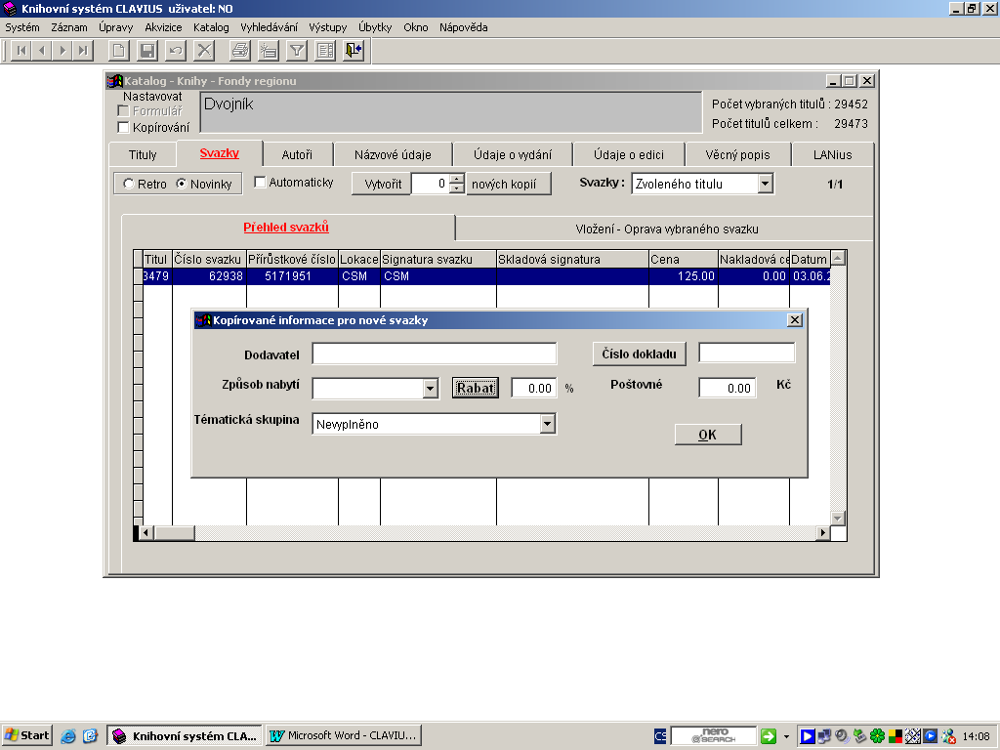 Knihovní systém CLAVIUS uživatel: NO
Systém Záznam Úpravy Akvizice Katalog Vyhledávání Výstupy Úbytky Okno Nápověda
Katalog - Knihy - Fondy regionu
Nastavovat
Formulář
Kopírování
Dvojník
Počet vybraných titulů : 29452
Počet titulů celkem : 29473
Tituly Svazky Autoři Názvové údaje Údaje o vydání Údaje o edici Věcný popis LANius
Retro Novinky Automaticky Vytvořit 0 nových kopií Svazky : Zvoleného titulu 1/1
Přehled svazků Vložení - Oprava vybraného svazku
Titul Číslo svazku Přírůstkové číslo Lokace Signatura svazku Skladová signatura Cena Nakladová ce Datum
3479 62938 5171951 CSM CSM 125.00 0.00 03.06.2
Kopírované informace pro nové svazky
Dodavatel Číslo dokladu
Způsob nabytí Rabat 0.00 % Poštovné 0.00 Kč
Tématická skupina Nevyplněno
OK
Start Knihovní systém CLA... Microsoft Word - CLAVIU... CS nero SEARCH 14:08